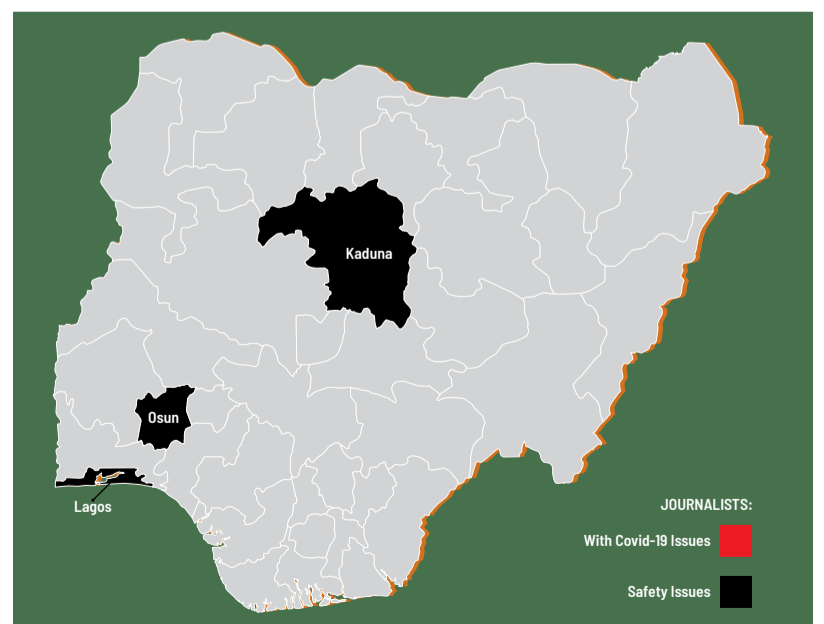 Kaduna
Osun
Lagos
JOURNALISTS:
With Covid-19 Issues
Safety Issues